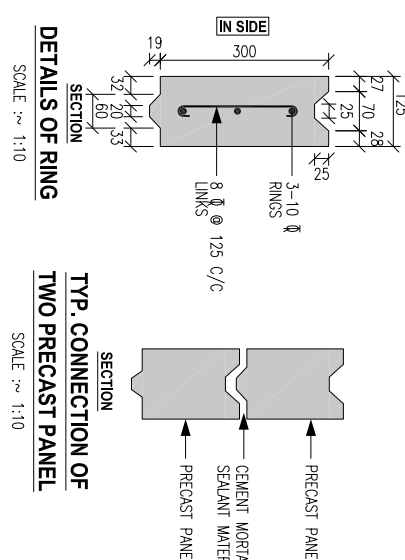 IN SIDE
19
300
32
20
60
33
27
125
70
25
28
25
3-10 Φ
RINGS
8 Φ @ 125 C/C
LINKS
SECTION
DETAILS OF RING
SCALE :~ 1:10
PRECAST PANE
CEMENT MORTA
SEALANT MATER
PRECAST PANE
SECTION
TYP. CONNECTION OF
TWO PRECAST PANEL
SCALE :~ 1:10